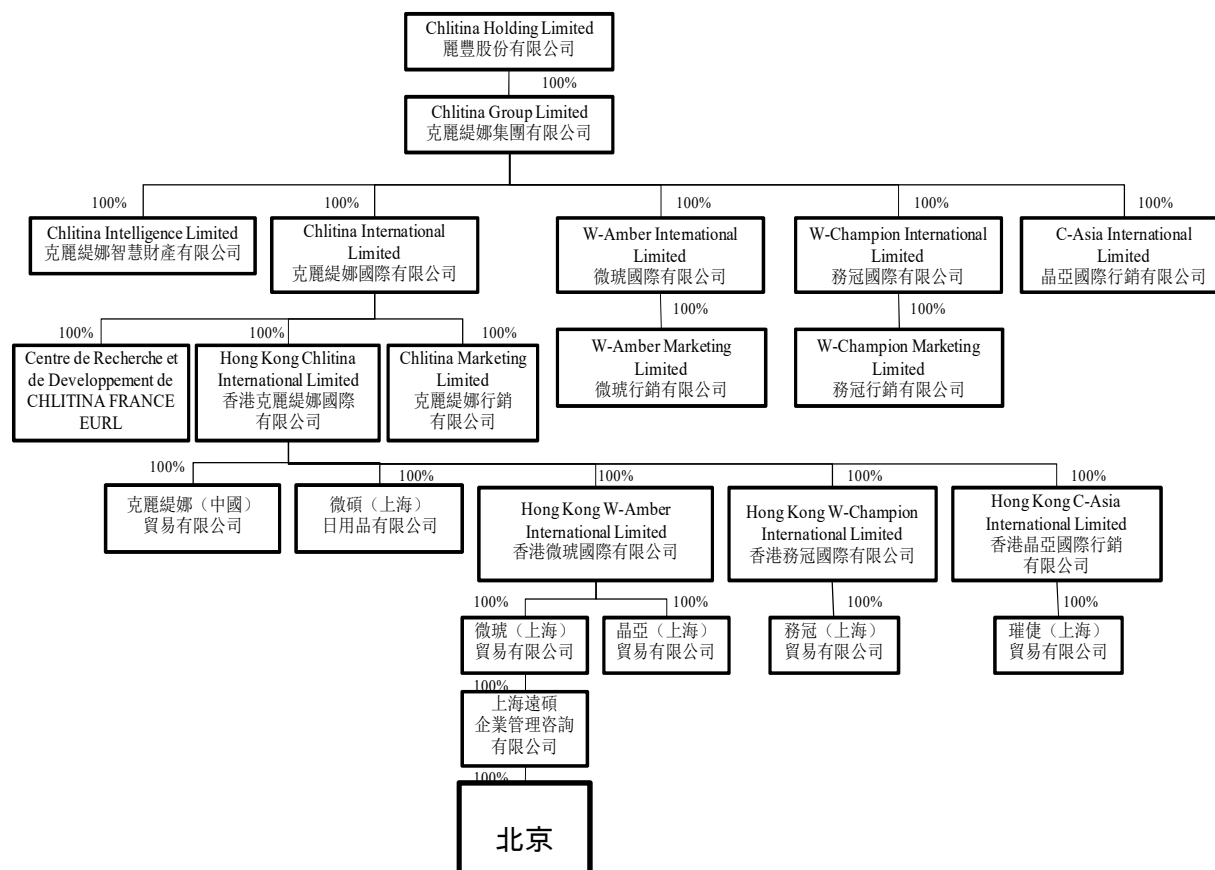 Chlitina Holding Limited
麗豐股份有限公司
100%
Chlitina Group Limited
克麗緹娜集團有限公司
100%
100%
100%
100%
100%
Chlitina Intelligence Limited
克麗緹娜智慧財產有限公司
Chlitina International
Limited
克麗緹娜國際有限公司
W-Amber International
Limited
微琥國際有限公司
W-Champion International
Limited
務冠國際有限公司
C-Asia International
Limited
晶亞國際行銷有限公司
100%
100%
100%
100%
100%
Centre de Recherche et
de Developpement de
CHLITINA FRANCE
EURL
Hong Kong Chlitina
International Limited
香港克麗緹娜國際
有限公司
Chlitina Marketing
Limited
克麗緹娜行銷
有限公司
W-Amber Marketing
Limited
微琥行銷有限公司
W-Champion Marketing
Limited
務冠行銷有限公司
100%
100%
100%
100%
100%
克麗緹娜（中國）
貿易有限公司
微碩（上海）
日用品有限公司
Hong Kong W-Amber
International Limited
香港微琥國際有限公司
Hong Kong W-Champion
International Limited
香港務冠國際有限公司
Hong Kong C-Asia
International Limited
香港晶亞國際行銷
有限公司
100%
100%
100%
100%
微琥（上海）
貿易有限公司
晶亞（上海）
貿易有限公司
務冠（上海）
貿易有限公司
璀倢（上海）
貿易有限公司
100%
上海遠碩
企業管理咨詢
有限公司
100%
北京